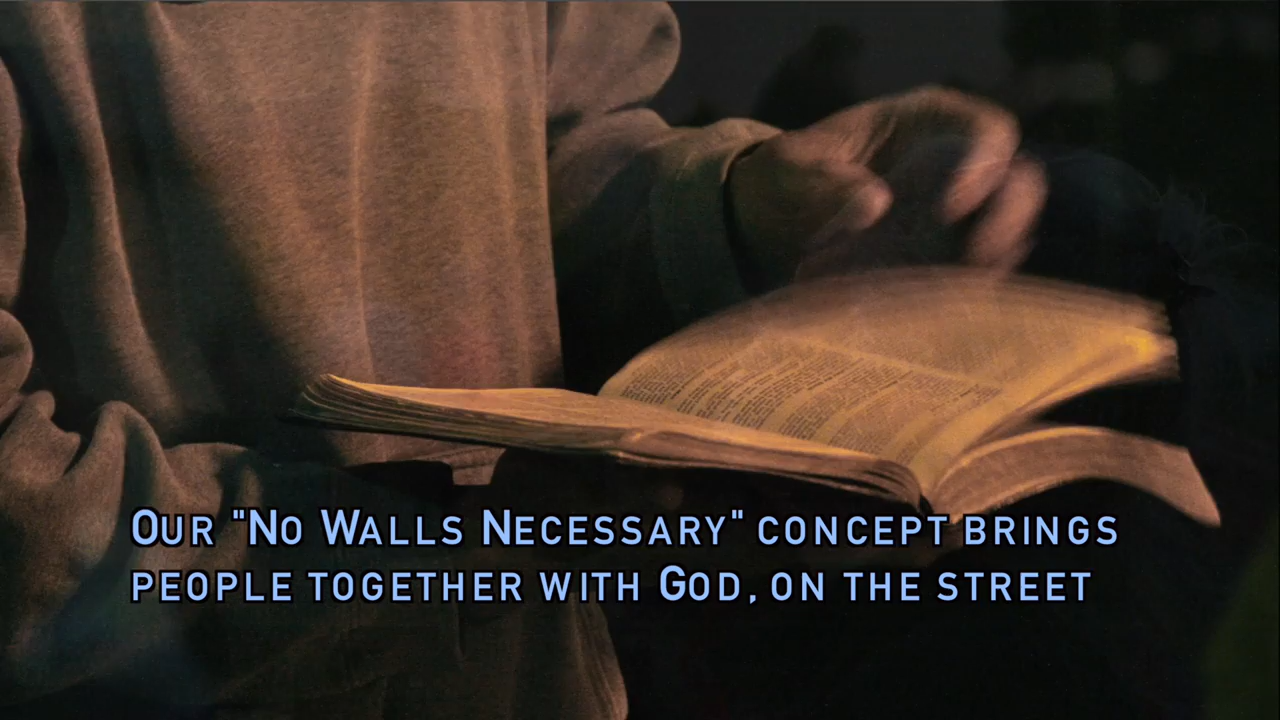 Our "No Walls Necessary" concept brings
people together with God, on the street